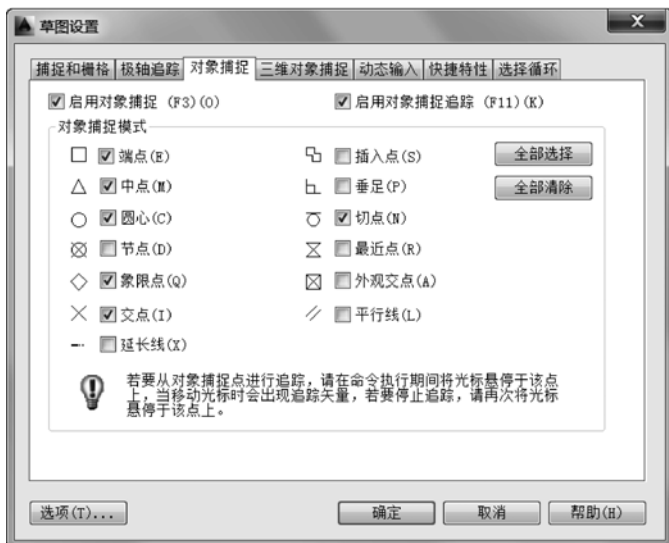 草图设置
捕捉和栅格 极轴追踪 对象捕捉 三维对象捕捉 动态输入 快捷特性 选择循环
启用对象捕捉 (F3)(O) 启用对象捕捉追踪 (F11)(K)
对象捕捉模式
端点(E) 插入点(S) 全部选择
中点(M) 垂足(P) 全部清除
圆心(C) 切点(N)
节点(D) 最近点(R)
象限点(Q) 外观交点(A)
交点(I) 平行线(L)
延长线(X)
若要从对象捕捉点进行追踪，请在命令执行期间将光标悬停于该点
上，当移动光标时会出现追踪矢量，若要停止追踪，请再次将光标
悬停于该点上。
选项(T)... 确定 取消 帮助(H)